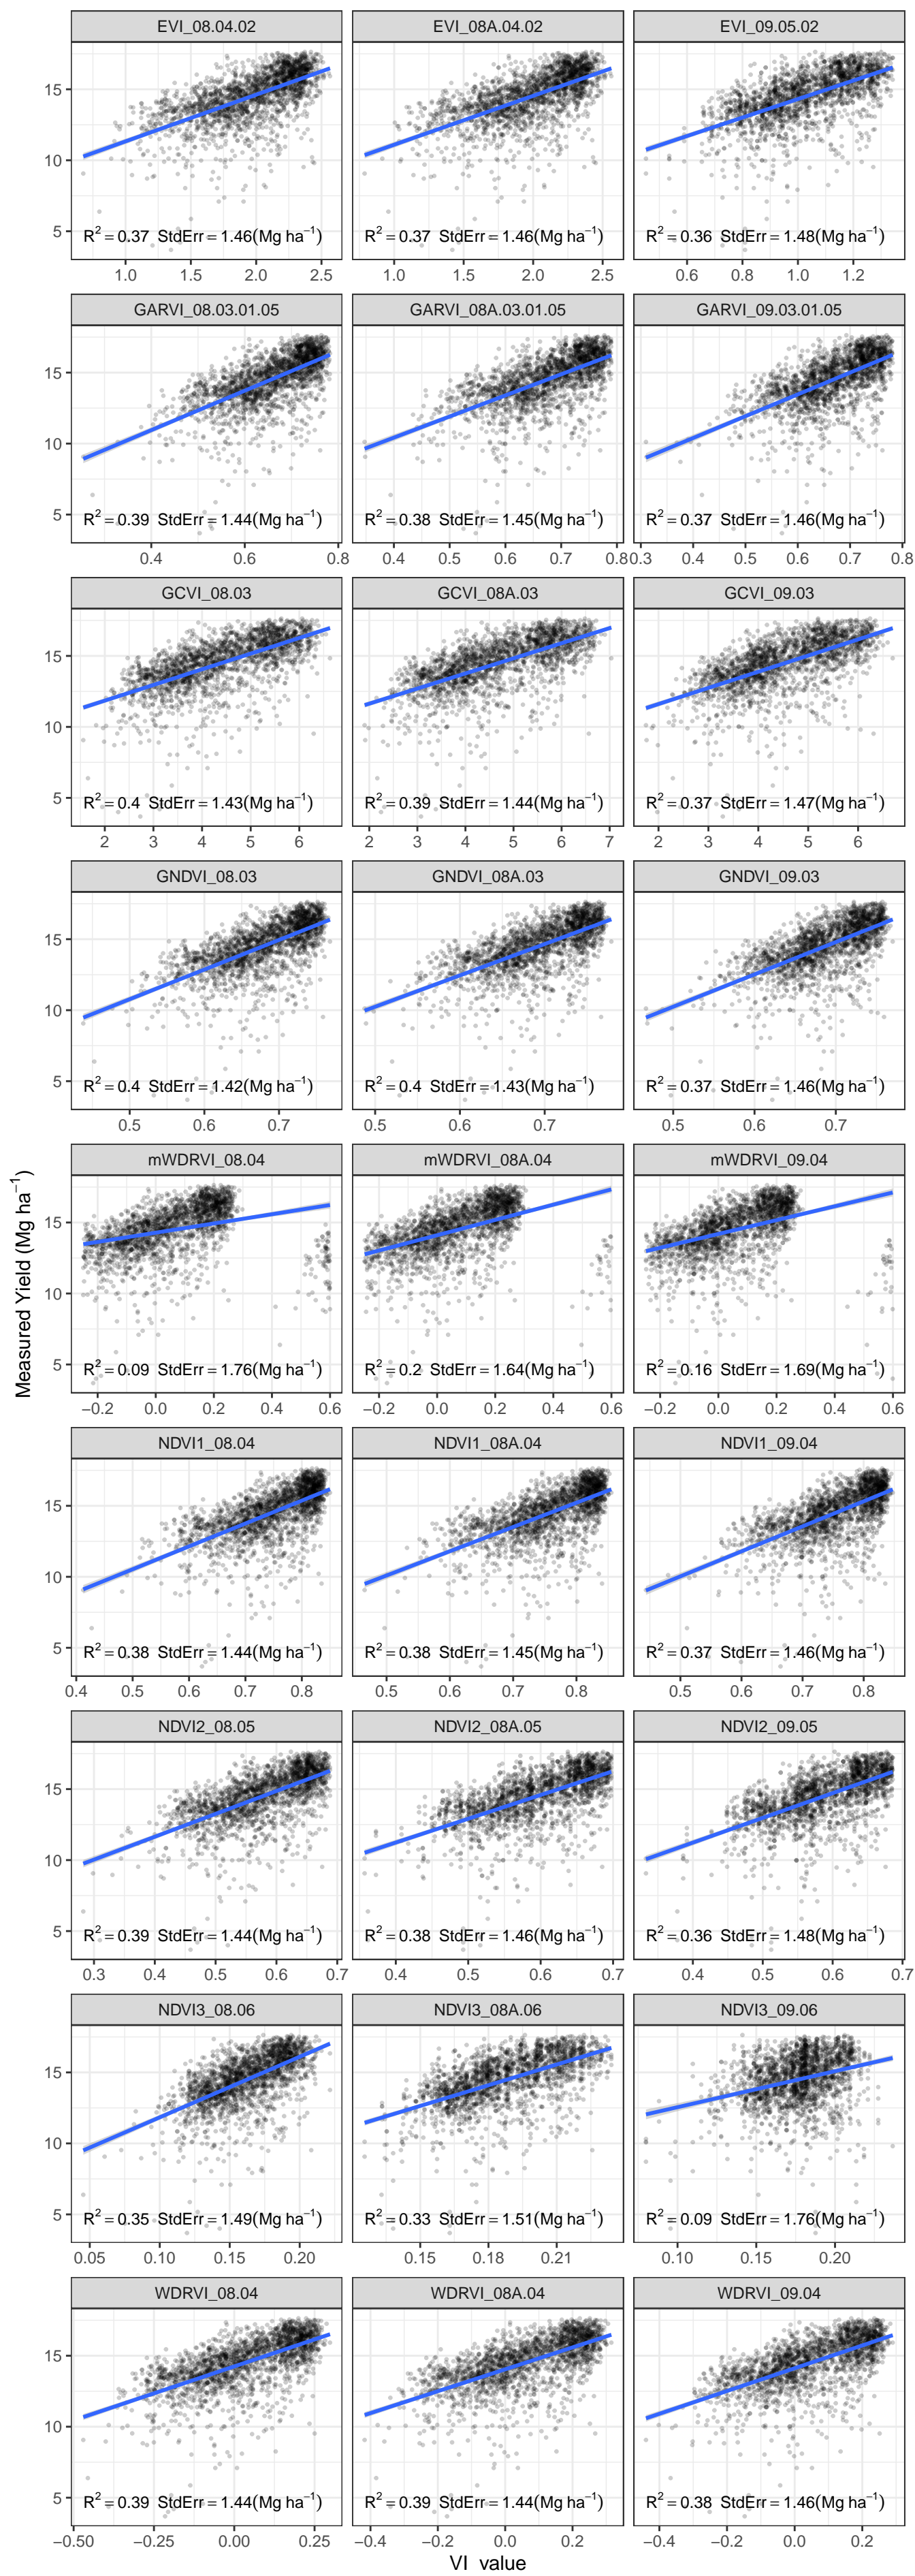 EVI_08.04.02 EVI_08A.04.02 EVI_09.05.02
15
10
5
R² = 0.37 StdErr = 1.46(Mg ha⁻¹) R² = 0.37 StdErr = 1.46(Mg ha⁻¹) R² = 0.36 StdErr = 1.48(Mg ha⁻¹)
1.0 1.5 2.0 2.5 1.0 1.5 2.0 2.5 0.6 0.8 1.0 1.2
GARVI_08.03.01.05 GARVI_08A.03.01.05 GARVI_09.03.01.05
15
10
5
R² = 0.39 StdErr = 1.44(Mg ha⁻¹) R² = 0.38 StdErr = 1.45(Mg ha⁻¹) R² = 0.37 StdErr = 1.46(Mg ha⁻¹)
0.4 0.6 0.8 0.4 0.5 0.6 0.7 0.8 0.3 0.4 0.5 0.6 0.7 0.8
GCVI_08.03 GCVI_08A.03 GCVI_09.03
15
10
5
R² = 0.4 StdErr = 1.43(Mg ha⁻¹) R² = 0.39 StdErr = 1.44(Mg ha⁻¹) R² = 0.37 StdErr = 1.47(Mg ha⁻¹)
2 3 4 5 6 2 3 4 5 6 7 2 3 4 5 6
GNDVI_08.03 GNDVI_08A.03 GNDVI_09.03
15
10
5
R² = 0.4 StdErr = 1.42(Mg ha⁻¹) R² = 0.4 StdErr = 1.43(Mg ha⁻¹) R² = 0.37 StdErr = 1.46(Mg ha⁻¹)
0.5 0.6 0.7 0.5 0.6 0.7 0.5 0.6 0.7
Measured Yield (Mg ha⁻¹)
mWDRVI_08.04 mWDRVI_08A.04 mWDRVI_09.04
15
10
5
R² = 0.09 StdErr = 1.76(Mg ha⁻¹) R² = 0.2 StdErr = 1.64(Mg ha⁻¹) R² = 0.16 StdErr = 1.69(Mg ha⁻¹)
−0.2 0.0 0.2 0.4 0.6 −0.2 0.0 0.2 0.4 0.6 −0.2 0.0 0.2 0.4 0.6
NDVI1_08.04 NDVI1_08A.04 NDVI1_09.04
15
10
5
R² = 0.38 StdErr = 1.44(Mg ha⁻¹) R² = 0.38 StdErr = 1.45(Mg ha⁻¹) R² = 0.37 StdErr = 1.46(Mg ha⁻¹)
0.4 0.5 0.6 0.7 0.8 0.5 0.6 0.7 0.8 0.5 0.6 0.7 0.8
NDVI2_08.05 NDVI2_08A.05 NDVI2_09.05
15
10
5
R² = 0.39 StdErr = 1.44(Mg ha⁻¹) R² = 0.38 StdErr = 1.46(Mg ha⁻¹) R² = 0.36 StdErr = 1.48(Mg ha⁻¹)
0.3 0.4 0.5 0.6 0.7 0.4 0.5 0.6 0.7 0.4 0.5 0.6 0.7
NDVI3_08.06 NDVI3_08A.06 NDVI3_09.06
15
10
5
R² = 0.35 StdErr = 1.49(Mg ha⁻¹) R² = 0.33 StdErr = 1.51(Mg ha⁻¹) R² = 0.09 StdErr = 1.76(Mg ha⁻¹)
0.05 0.10 0.15 0.20 0.15 0.18 0.21 0.10 0.15 0.20
WDRVI_08.04 WDRVI_08A.04 WDRVI_09.04
15
10
5
R² = 0.39 StdErr = 1.44(Mg ha⁻¹) R² = 0.39 StdErr = 1.44(Mg ha⁻¹) R² = 0.38 StdErr = 1.46(Mg ha⁻¹)
−0.50 −0.25 0.00 0.25 −0.4 −0.2 0.0 0.2 −0.4 −0.2 0.0 0.2
VI value